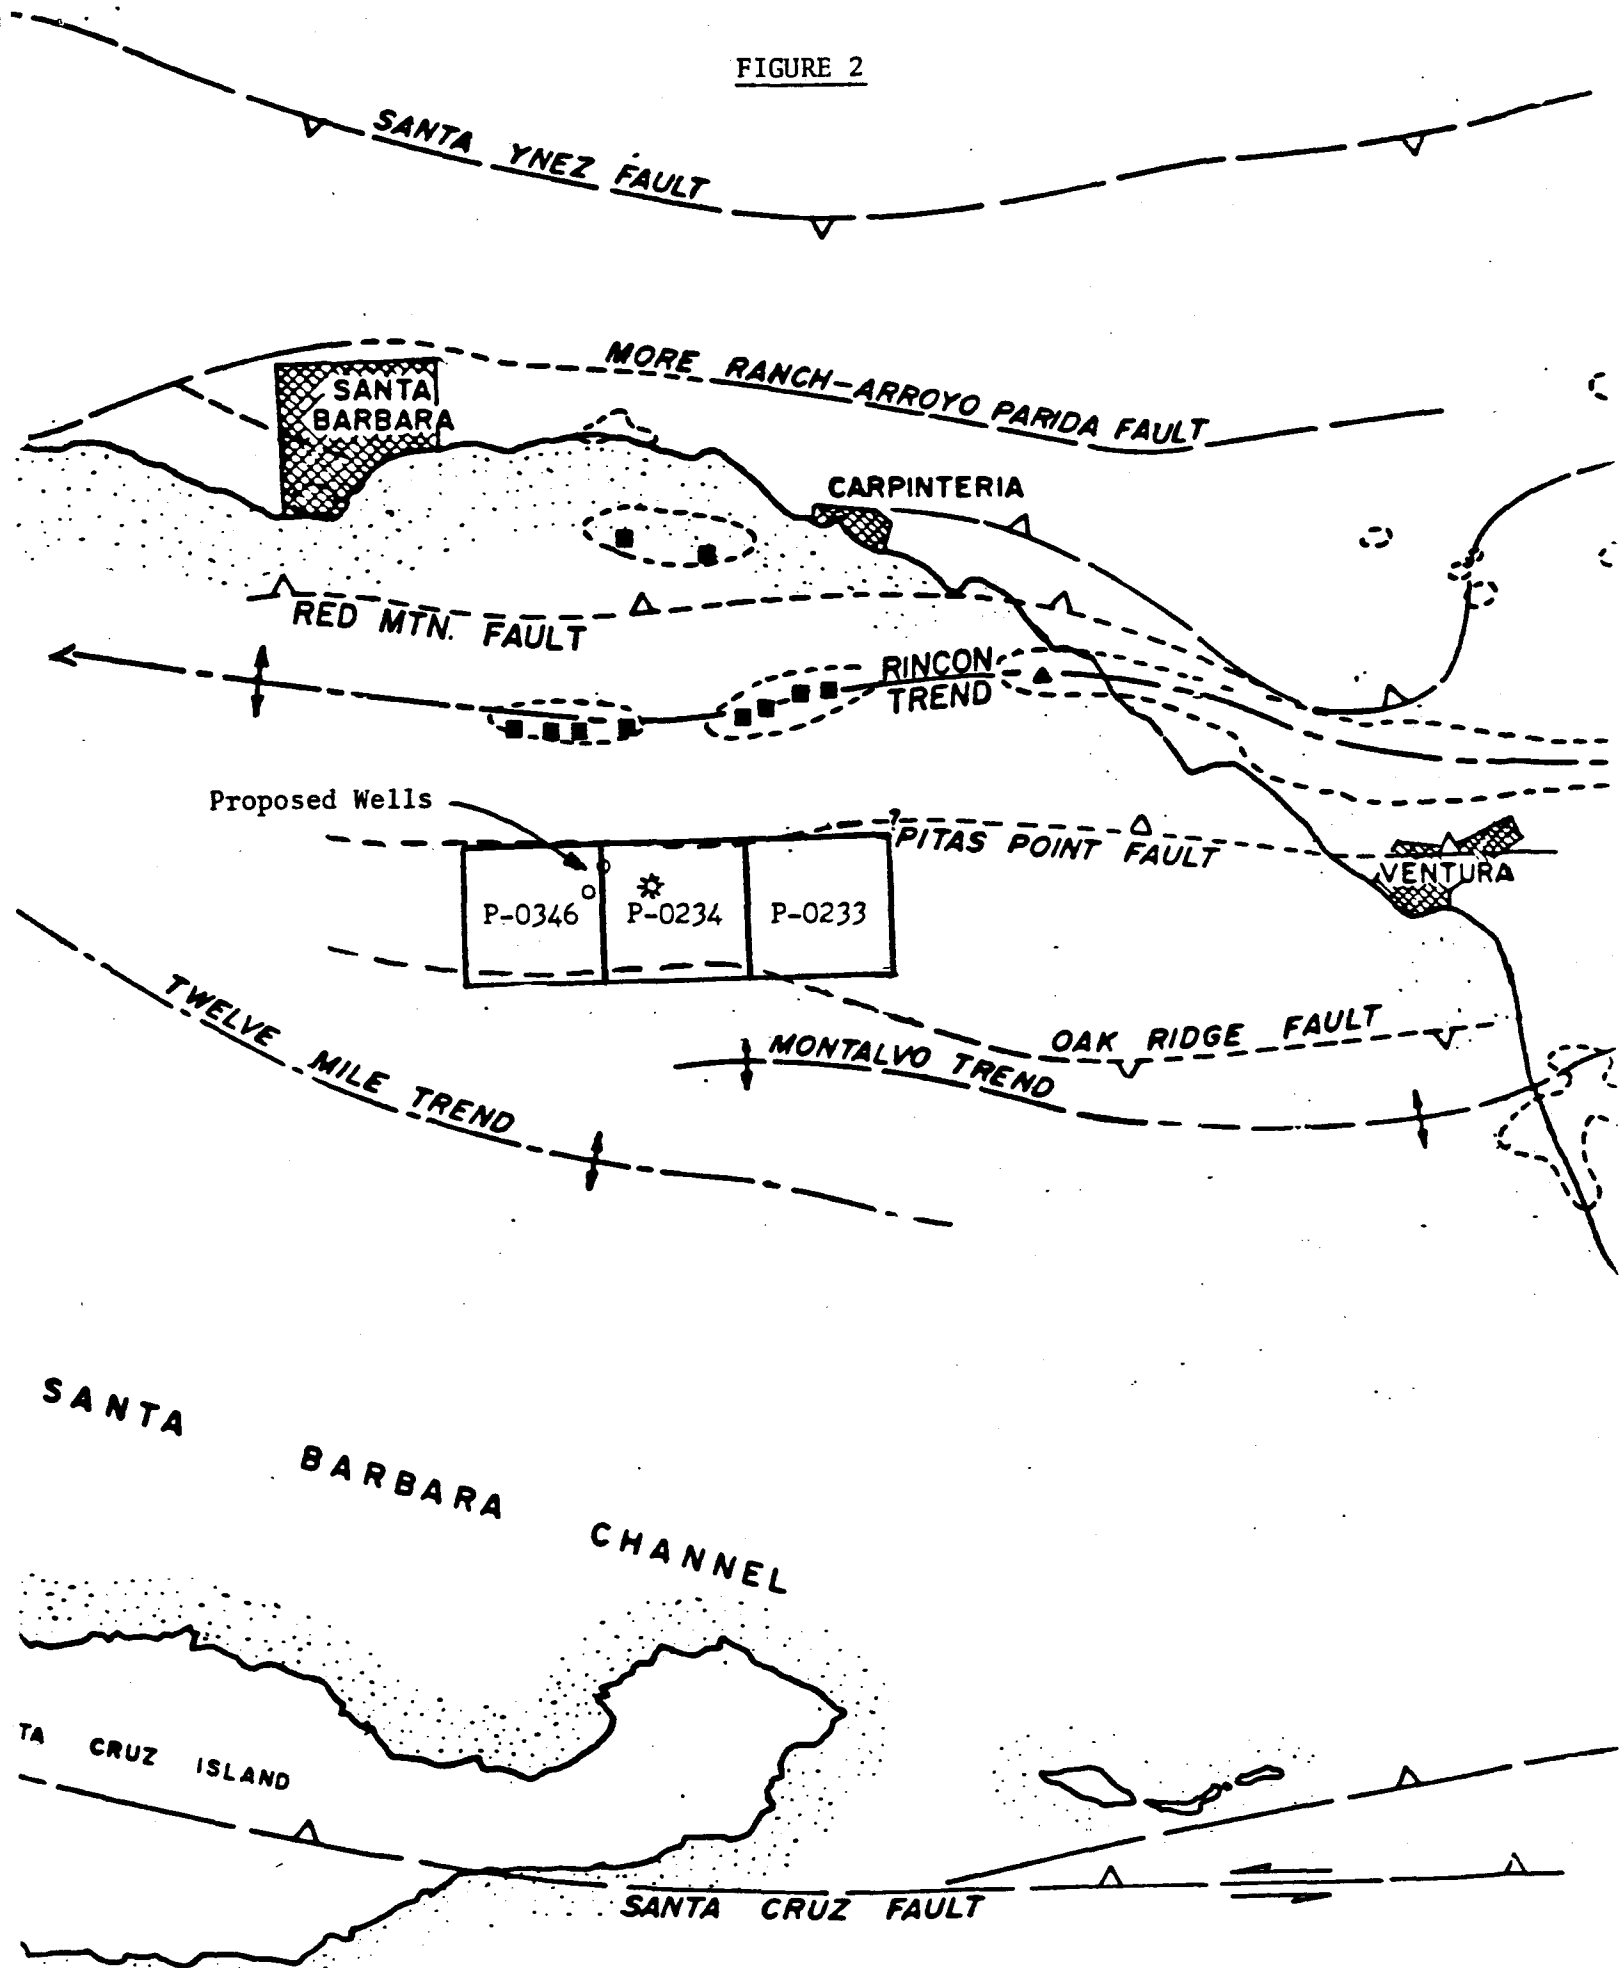 FIGURE 2
SANTA YNEZ FAULT
MORE RANCH-ARROYO PARIDA FAULT
SANTA
BARBARA
CARPINTERIA
RED MTN. FAULT
RINCON
TREND
Proposed Wells
?
PITAS POINT FAULT
VENTURA
P-0346
P-0234
P-0233
TWELVE MILE TREND
OAK RIDGE FAULT
MONTALVO TREND
SANTA BARBARA CHANNEL
TA CRUZ ISLAND
SANTA CRUZ FAULT